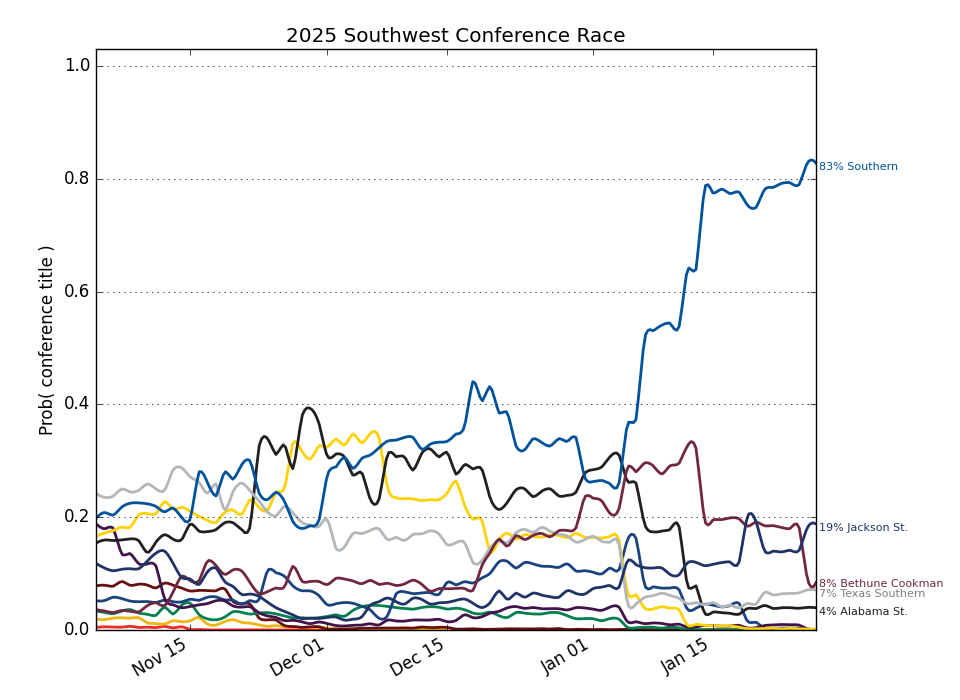 2025 Southwest Conference Race
Prob( conference title )
1.0
0.8
0.6
0.4
0.2
0.0
83% Southern
19% Jackson St.
8% Bethune Cookman
7% Texas Southern
4% Alabama St.
Nov 15
Dec 01
Dec 15
Jan 01
Jan 15